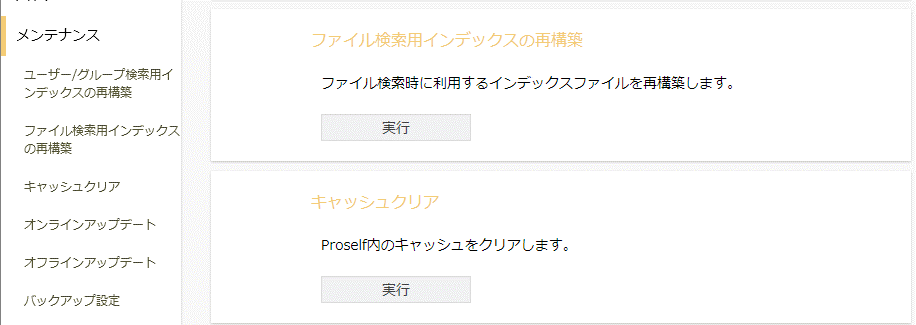 メンテナンス
ユーザー/グループ検索用イ
ンデックスの再構築
ファイル検索用インデックス
の再構築
キャッシュクリア
オンラインアップデート
オフラインアップデート
バックアップ設定
ファイル検索用インデックスの再構築
ファイル検索時に利用するインデックスファイルを再構築します。
実行
キャッシュクリア
Proself内のキャッシュをクリアします。
実行